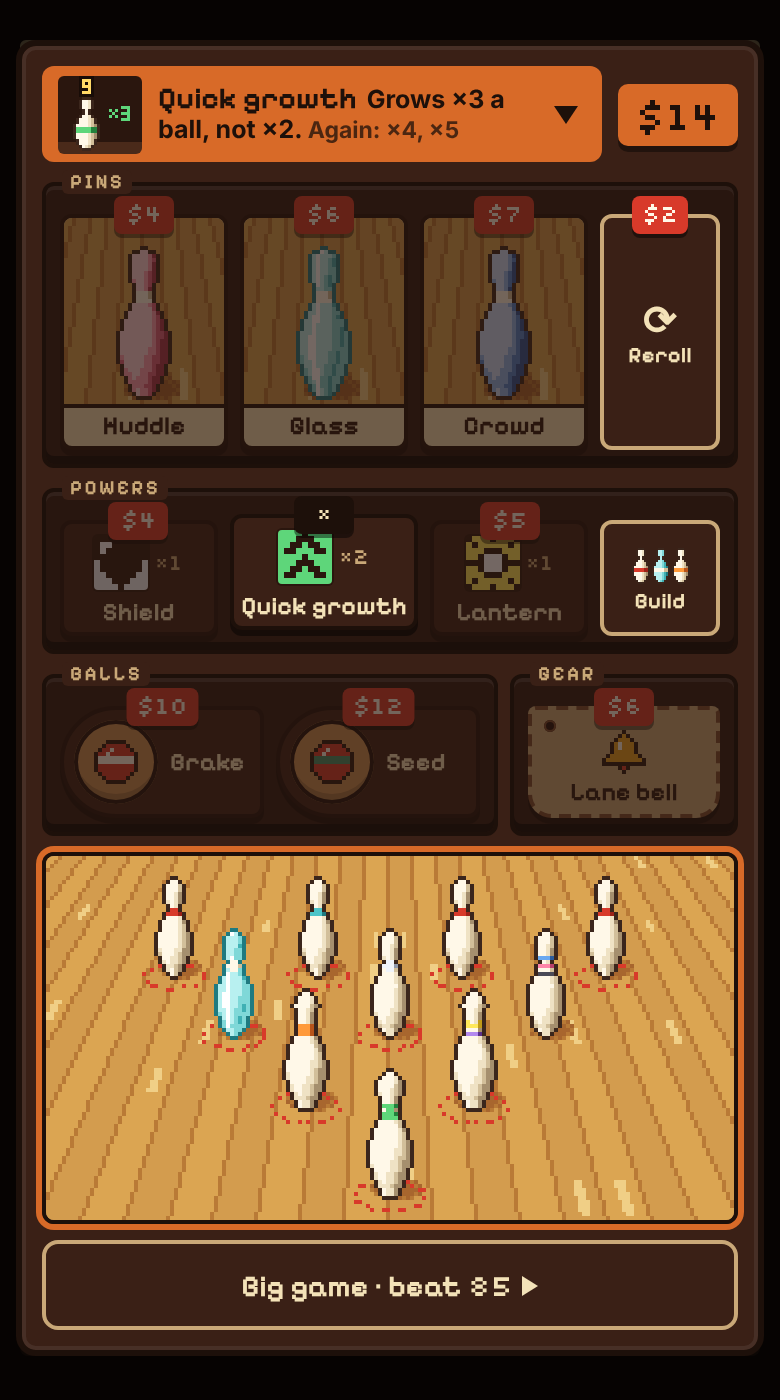 9
×3
Quick growth Grows ×3 a
ball, not ×2. Again: ×4, ×5
$14
PINS
$4
$6
$7
$2
Huddle
Glass
Crowd
Reroll
POWERS
$4
×
$5
×1
×2
×1
Shield
Quick growth
Lantern
Build
BALLS
GEAR
$10
$12
$6
Brake
Seed
Lane bell
Big game · beat 85